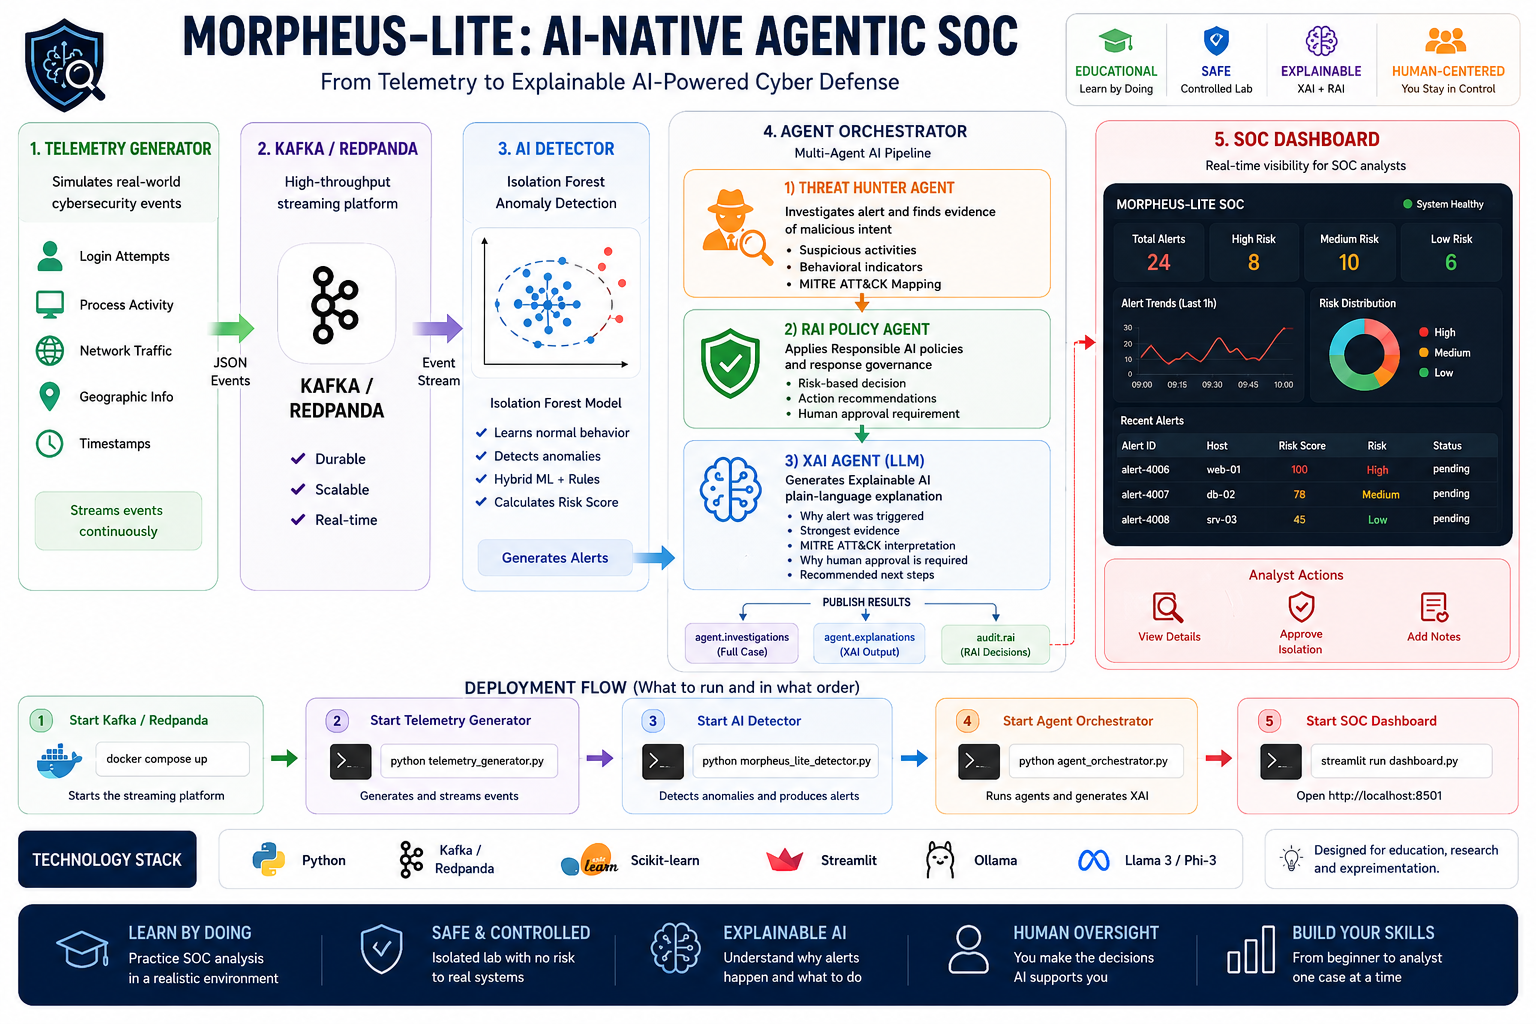 MORPHEUS-LITE: AI-NATIVE AGENTIC SOC
From Telemetry to Explainable AI-Powered Cyber Defense
EDUCATIONAL
Learn by Doing
SAFE
Controlled Lab
EXPLAINABLE
XAI + RAI
HUMAN-CENTERED
You Stay in Control
1. TELEMETRY GENERATOR
Simulates real-world
cybersecurity events
Login Attempts
Process Activity
Network Traffic
Geographic Info
Timestamps
Streams events
continuously
JSON
Events
2. KAFKA / REDPANDA
High-throughput
streaming platform
KAFKA /
REDPANDA
Durable
Scalable
Real-time
Event
Stream
3. AI DETECTOR
Isolation Forest
Anomaly Detection
Isolation Forest Model
Learns normal behavior
Detects anomalies
Hybrid ML + Rules
Calculates Risk Score
Generates Alerts
4. AGENT ORCHESTRATOR
Multi-Agent AI Pipeline
1) THREAT HUNTER AGENT
Investigates alert and finds evidence
of malicious intent
• Suspicious activities
• Behavioral indicators
• MITRE ATT&CK Mapping
2) RAI POLICY AGENT
Applies Responsible AI policies
and response governance
• Risk-based decision
• Action recommendations
• Human approval requirement
3) XAI AGENT (LLM)
Generates Explainable AI
plain-language explanation
• Why alert was triggered
• Strongest evidence
• MITRE ATT&CK interpretation
• Why human approval is required
• Recommended next steps
PUBLISH RESULTS
agent.investigations
(Full Case)
agent.explanations
(XAI Output)
audit.rai
(RAI Decisions)
5. SOC DASHBOARD
Real-time visibility for SOC analysts
MORPHEUS-LITE SOC
System Healthy
Total Alerts
24
High Risk
8
Medium Risk
10
Low Risk
6
Alert Trends (Last 1h)
30
20
10
0
09:00 09:15 09:30 09:45 10:00
Risk Distribution
High
Medium
Low
Recent Alerts
Alert ID Host Risk Score Risk Status
alert-4006 web-01 100 High pending
alert-4007 db-02 78 Medium pending
alert-4008 srv-03 45 Low pending
Analyst Actions
View Details
Approve
Isolation
Add Notes
DEPLOYMENT FLOW (What to run and in what order)
1 Start Kafka / Redpanda
docker compose up
Starts the streaming platform
2 Start Telemetry Generator
>_ python telemetry_generator.py
Generates and streams events
3 Start AI Detector
>_ python morpheus_lite_detector.py
Detects anomalies and produces alerts
4 Start Agent Orchestrator
>_ python agent_orchestrator.py
Runs agents and generates XAI
5 Start SOC Dashboard
>_ streamlit run dashboard.py
Open http://localhost:8501
TECHNOLOGY STACK
Python
Kafka /
Redpanda
learn
Scikit-learn
Streamlit
Ollama
Llama 3 / Phi-3
Designed for education, research
and expreimentation.
LEARN BY DOING
Practice SOC analysis
in a realistic environment
SAFE & CONTROLLED
Isolated lab with no risk
to real systems
EXPLAINABLE AI
Understand why alerts
happen and what to do
HUMAN OVERSIGHT
You make the decisions
AI supports you
BUILD YOUR SKILLS
From beginner to analyst
one case at a time